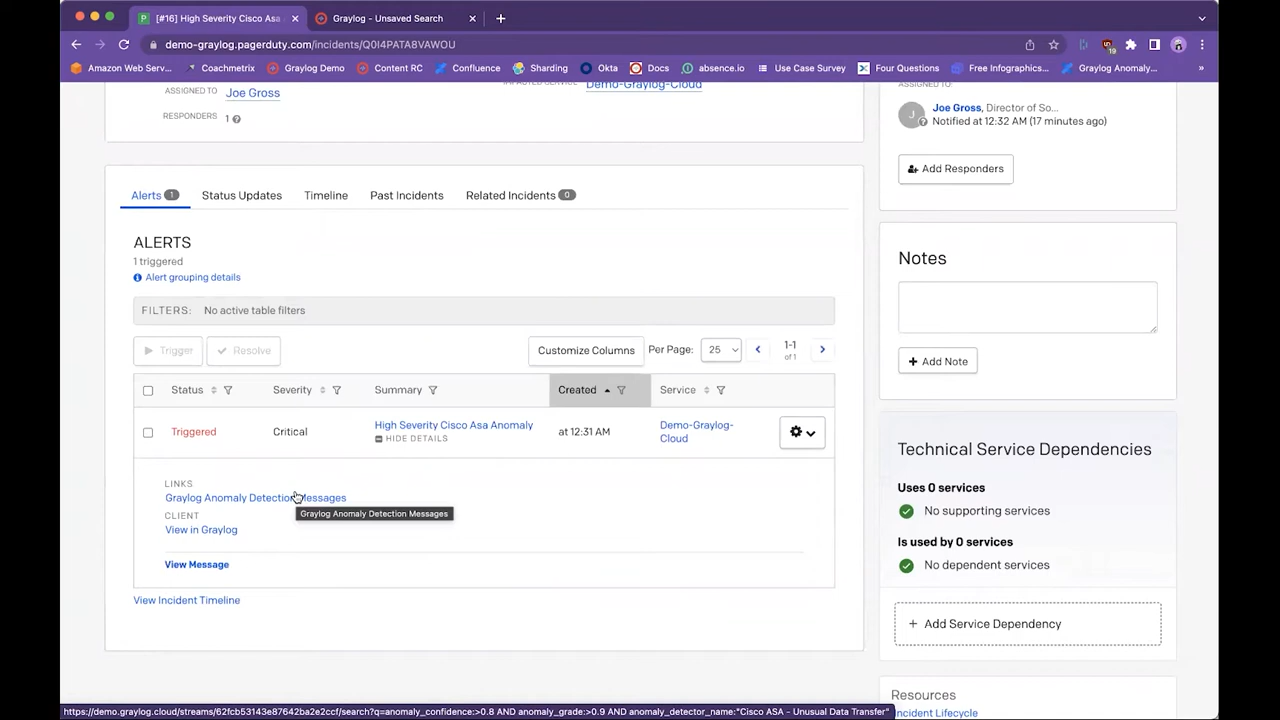 [#16] High Severity Cisco Asa
Graylog - Unsaved Search
demo-graylog.pagerduty.com/incidents/Q0I4PATA8VAWOU
19
Amazon Web Serv...
Coachmetrix
Graylog Demo
Content RC
Confluence
Sharding
Okta
Docs
absence.io
Use Case Survey
Four Questions
Free Infographics...
Graylog Anomaly...
»
ASSIGNED TO
Joe Gross
Demo-Graylog-Cloud
RESPONDERS
1
Alerts 1
Status Updates
Timeline
Past Incidents
Related Incidents 0
ALERTS
1 triggered
Alert grouping details
FILTERS: No active table filters
Trigger
Resolve
Customize Columns
Per Page: 25
1-1
of 1
Status
Severity
Summary
Created
Service
Triggered
Critical
High Severity Cisco Asa Anomaly
HIDE DETAILS
at 12:31 AM
Demo-Graylog-
Cloud
LINKS
Graylog Anomaly Detection Messages
Graylog Anomaly Detection Messages
CLIENT
View in Graylog
View Message
View Incident Timeline
J
Joe Gross, Director of So...
Notified at 12:32 AM (17 minutes ago)
Add Responders
Notes
+ Add Note
Technical Service Dependencies
Uses 0 services
No supporting services
Is used by 0 services
No dependent services
+ Add Service Dependency
Resources
Incident Lifecycle
https://demo.graylog.cloud/streams/62fcb53143e87642ba2e2ccf/search?q=anomaly_confidence:>0.8 AND anomaly_grade:>0.9 AND anomaly_detector_name:"Cisco ASA - Unusual Data Transfer"